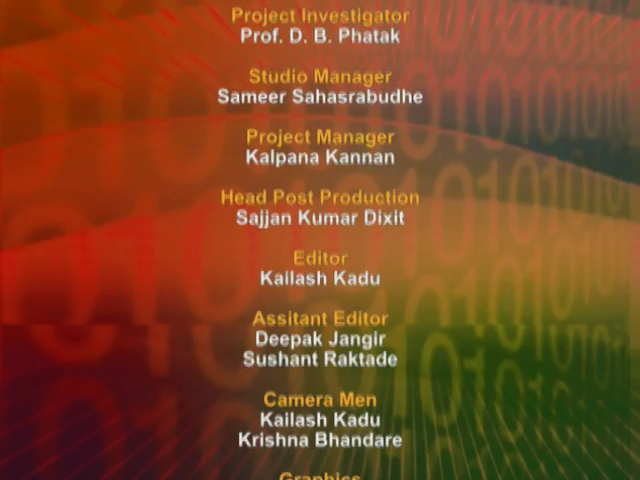 Project Investigator
Prof. D. B. Phatak
Studio Manager
Sameer Sahasrabudhe
Project Manager
Kalpana Kannan
Head Post Production
Sajjan Kumar Dixit
Editor
Kailash Kadu
Assitant Editor
Deepak Jangir
Sushant Raktade
Camera Men
Kailash Kadu
Krishna Bhandare
Graphics